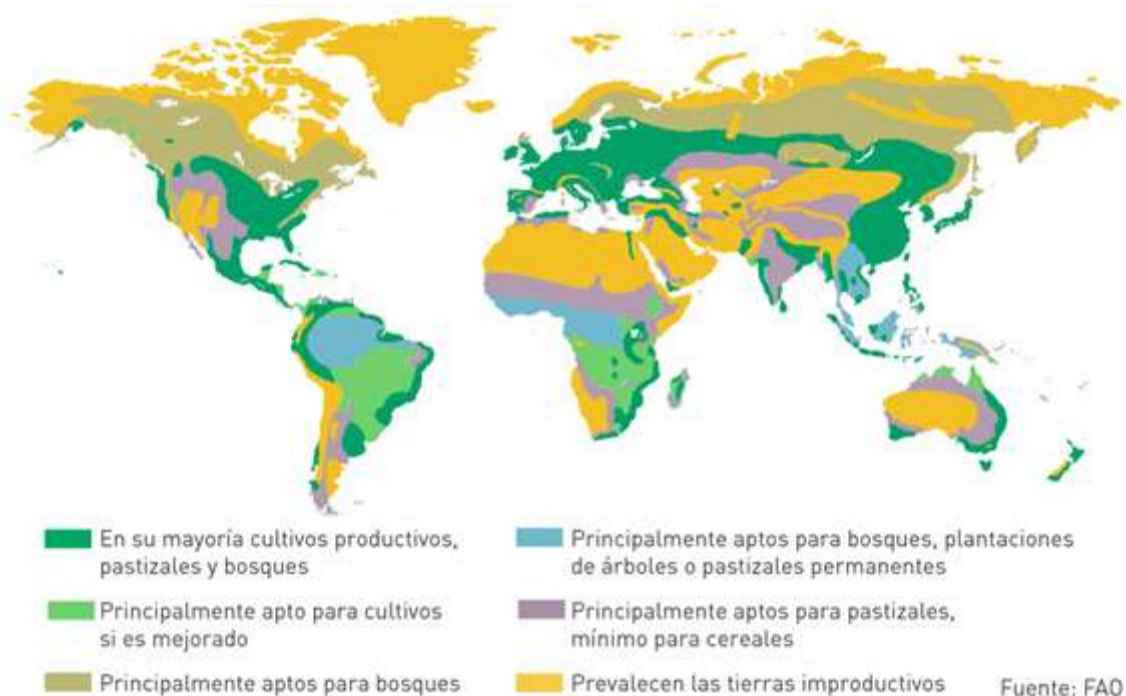 En su mayoría cultivos productivos,
pastizales y bosques
Principalmente apto para cultivos
si es mejorado
Principalmente aptos para bosques
Principalmente aptos para bosques, plantaciones
de árboles o pastizales permanentes
Principalmente aptos para pastizales,
mínimo para cereales
Prevalecen las tierras improductivos
Fuente: FAO